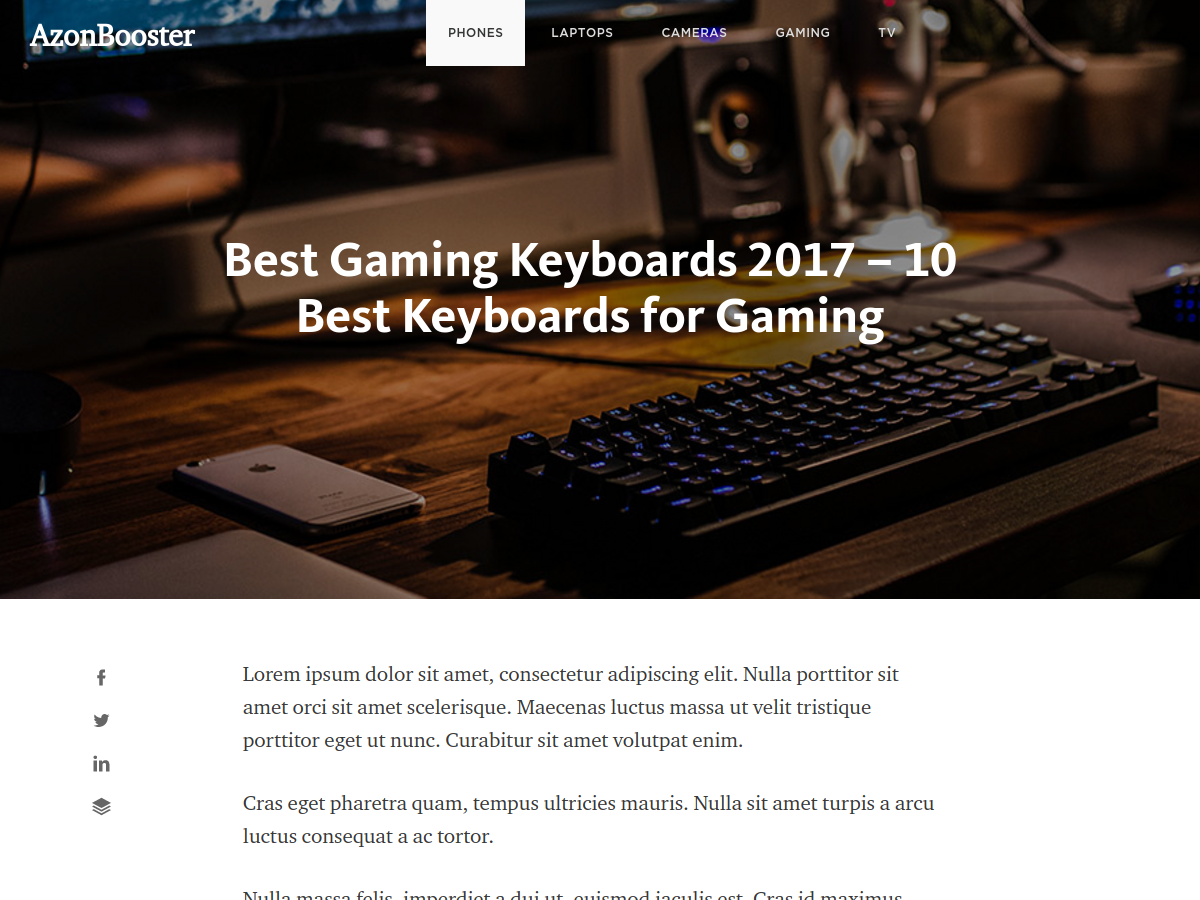 AzonBooster
PHONES
LAPTOPS
CAMERAS
GAMING
TV
Best Gaming Keyboards 2017 – 10
Best Keyboards for Gaming
Lorem ipsum dolor sit amet, consectetur adipiscing elit. Nulla porttitor sit
amet orci sit amet scelerisque. Maecenas luctus massa ut velit tristique
porttitor eget ut nunc. Curabitur sit amet volutpat enim.
Cras eget pharetra quam, tempus ultricies mauris. Nulla sit amet turpis a arcu
luctus consequat a ac tortor.
Nulla massa felis, imperdiet a dui ut, euismod iaculis est. Cras id maximus